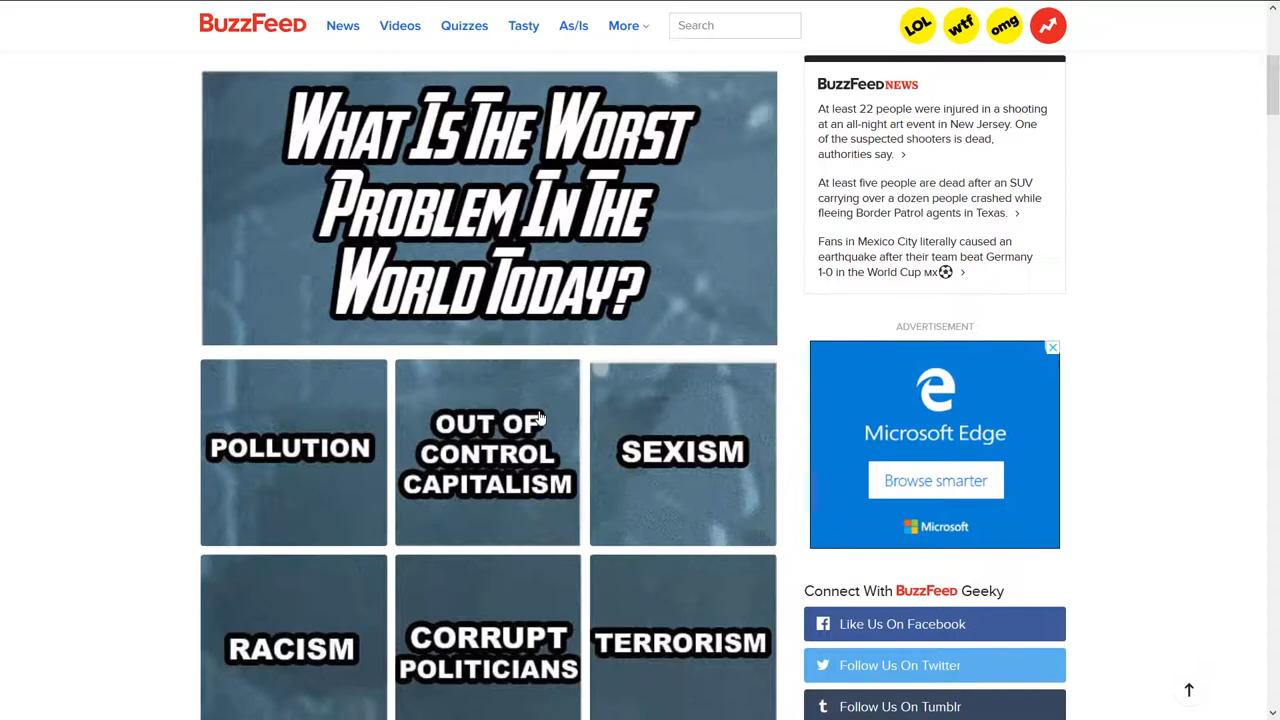 BuzzFeed News Videos Quizzes Tasty As/Is More Search LOL wtf omg
What Is The Worst
Problem In The
World Today?
POLLUTION
OUT OF
CONTROL
CAPITALISM
SEXISM
RACISM
CORRUPT
POLITICIANS
TERRORISM
BuzzFeed NEWS
At least 22 people were injured in a shooting
at an all-night art event in New Jersey. One
of the suspected shooters is dead,
authorities say. >
At least five people are dead after an SUV
carrying over a dozen people crashed while
fleeing Border Patrol agents in Texas. >
Fans in Mexico City literally caused an
earthquake after their team beat Germany
1-0 in the World Cup MX⚽ >
ADVERTISEMENT
Microsoft Edge
Browse smarter
Microsoft
Connect With BuzzFeed Geeky
Like Us On Facebook
Follow Us On Twitter
Follow Us On Tumblr